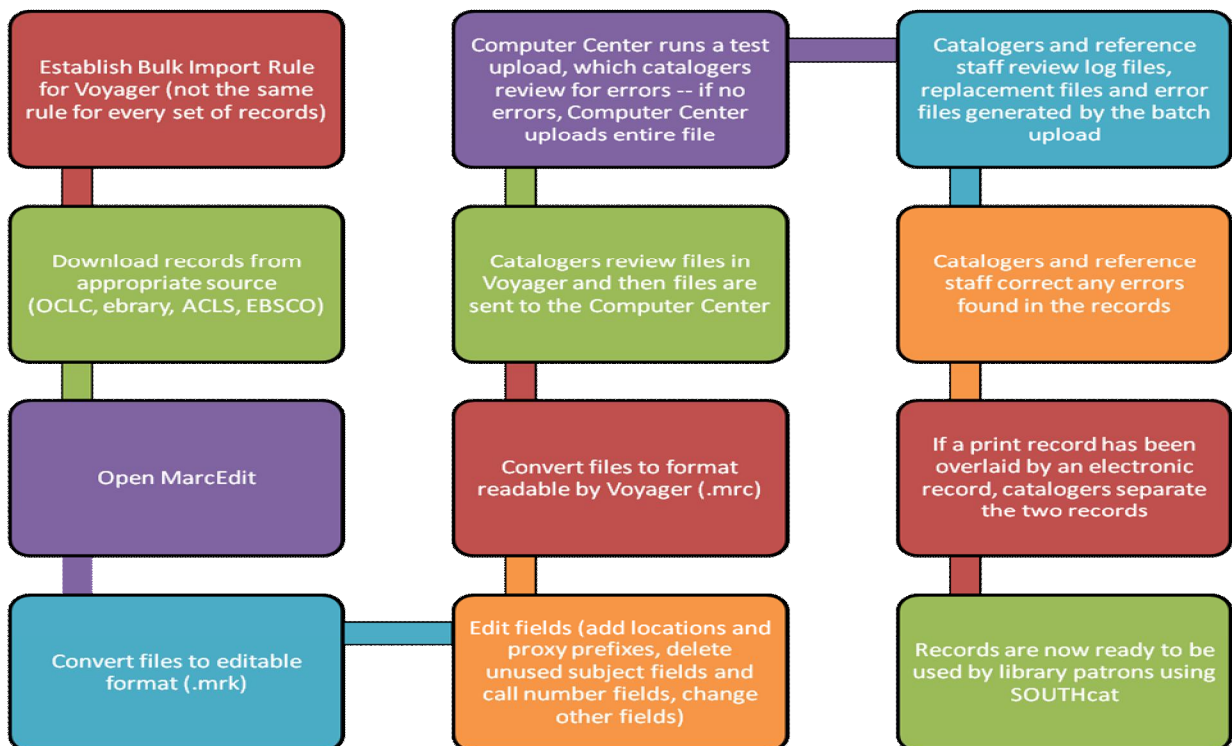 Establish Bulk Import Rule
for Voyager (not the same
rule for every set of records)
Download records from
appropriate source
(OCLC, ebrary, ACLS, EBSCO)
Open MarcEdit
Convert files to editable
format (.mrk)
Edit fields (add locations and
proxy prefixes, delete
unused subject fields and
call number fields, change
other fields)
Convert files to format
readable by Voyager (.mrc)
Catalogers review files in
Voyager and then files are
sent to the Computer Center
Computer Center runs a test
upload, which catalogers
review for errors -- if no
errors, Computer Center
uploads entire file
Catalogers and reference
staff review log files,
replacement files and error
files generated by the batch
upload
Catalogers and reference
staff correct any errors
found in the records
If a print record has been
overlaid by an electronic
record, catalogers separate
the two records
Records are now ready to be
used by library patrons using
SOUTHcat